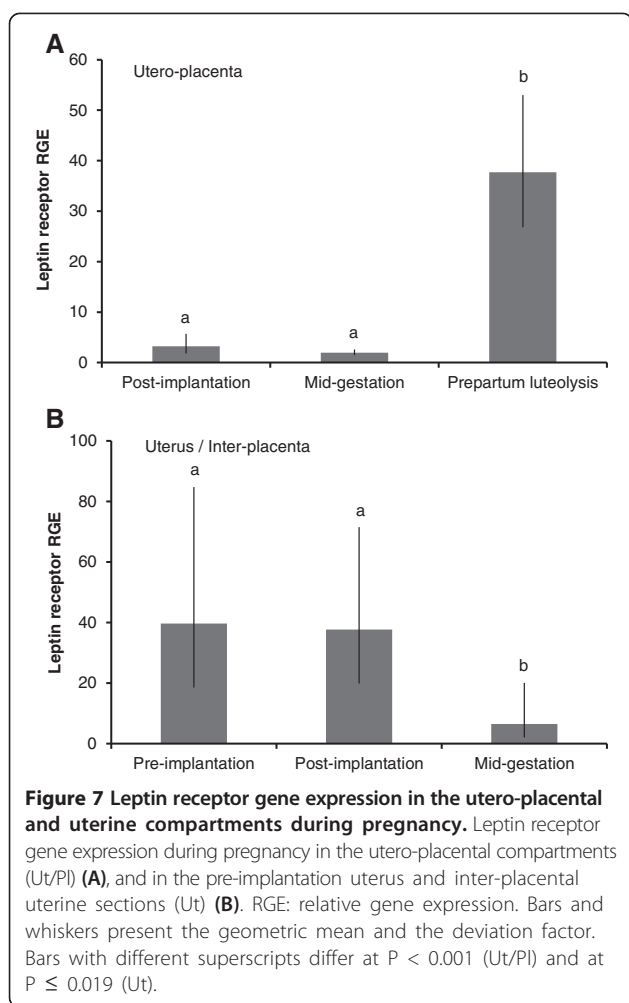 A
Utero-placenta
Leptin receptor RGE
60
50
40
30
20
10
0
a
a
b
Post-implantation
Mid-gestation
Prepartum luteolysis
B
Uterus / Inter-placenta
Leptin receptor RGE
100
80
60
40
20
0
a
a
b
Pre-implantation
Post-implantation
Mid-gestation
Figure 7 Leptin receptor gene expression in the utero-placental
and uterine compartments during pregnancy. Leptin receptor
gene expression during pregnancy in the utero-placental compartments
(Ut/Pl) (A), and in the pre-implantation uterus and inter-placental
uterine sections (Ut) (B). RGE: relative gene expression. Bars and
whiskers present the geometric mean and the deviation factor.
Bars with different superscripts differ at P < 0.001 (Ut/Pl) and at
P ≤ 0.019 (Ut).